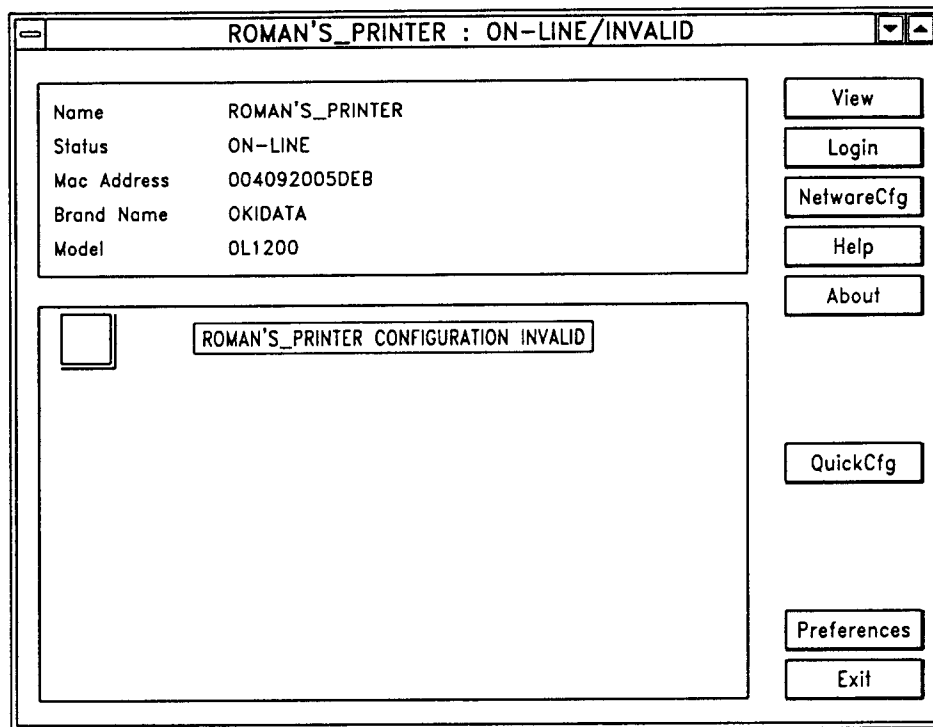 ROMAN'S_PRINTER : ON-LINE/INVALID
Name ROMAN'S_PRINTER
Status ON-LINE
Mac Address 004092005DEB
Brand Name OKIDATA
Model OL1200
View
Login
NetwareCfg
Help
About
ROMAN'S_PRINTER CONFIGURATION INVALID
QuickCfg
Preferences
Exit